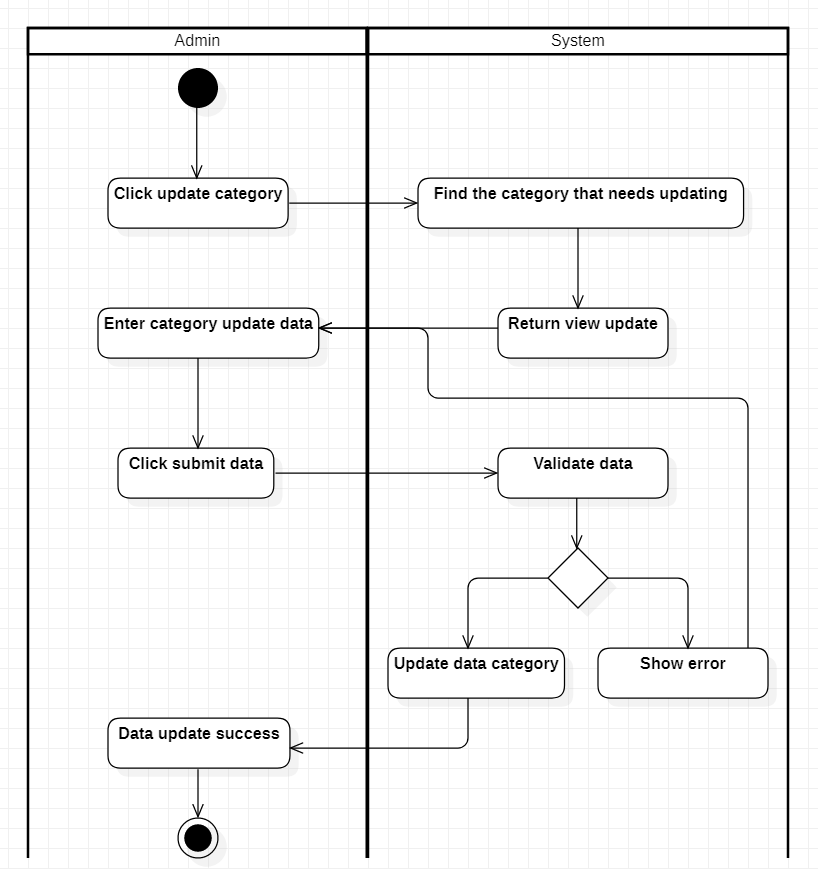 Admin
System
Click update category
Find the category that needs updating
Enter category update data
Return view update
Click submit data
Validate data
Update data category
Show error
Data update success